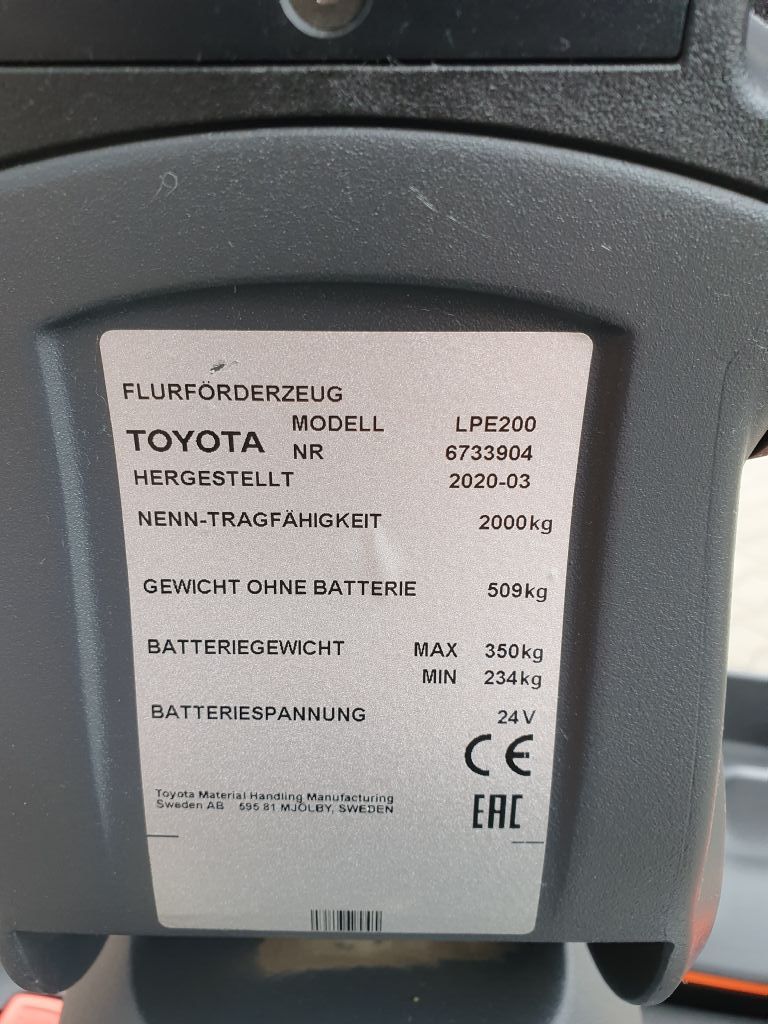 FLURFÖRDERZEUG
MODELL LPE200
TOYOTA NR 6733904
HERGESTELLT 2020-03
NENN-TRAGFÄHIGKEIT 2000kg
GEWICHT OHNE BATTERIE 509kg
BATTERIEGEWICHT MAX 350kg
MIN 234kg
BATTERIESPANNUNG 24V
CE
Toyota Material Handling Manufacturing
Sweden AB 595 81 MJÖLBY, SWEDEN
EAC